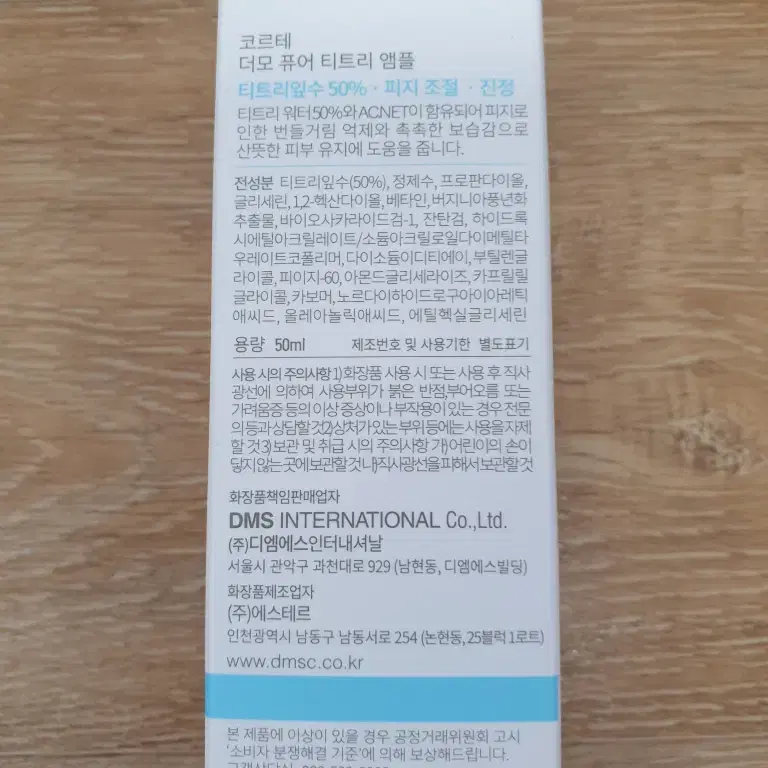 코르테
더모 퓨어 티트리 앰플
티트리잎수 50% · 피지 조절 · 진정
티트리 워터 50%와 AC.NET이 함유되어 피지로
인한 번들거림 억제와 촉촉한 보습감으로
산뜻한 피부 유지에 도움을 줍니다.
전성분 티트리잎수(50%), 정제수, 프로판다이올,
글리세린, 1,2-헥산다이올, 베타인, 버지니아풍년화
추출물, 바이오사카라이드검-1, 잔탄검, 하이드록
시에틸아크릴레이트/소듐아크릴로일다이메틸타
우레이트코폴리머, 다이소듐이디티에이, 부틸렌글
라이콜, 피이지-60, 아몬드글리세라이즈, 카프릴릴
글라이콜, 카보머, 노르다이하이드로구아이아레틱
애씨드, 올레아놀릭애씨드, 에틸헥실글리세린
용량 50ml 제조번호 및 사용기한 별도표기
사용 시의 주의사항 1) 화장품 사용 시 또는 사용 후 직사
광선에 의하여 사용부위가 붉은 반점,부어오름 또는
가려움증 등의 이상 증상이나 부작용이 있는 경우 전문
의 등과 상담할 것 2)상처가 있는 부위 등에는 사용을 자제
할 것 3)보관 및 취급 시의 주의사항 가)어린이의 손이
닿지 않는 곳에 보관할 것 나)직사광선을 피해서 보관할 것
화장품책임판매업자
DMS INTERNATIONAL Co.,Ltd.
(주)디엠에스인터내셔날
서울시 관악구 과천대로 929 (남현동, 디엠에스빌딩)
화장품제조업자
(주)에스테르
인천광역시 남동구 남동서로 254 (논현동, 25블럭 1로트)
www.dmsc.co.kr
본 제품에 이상이 있을 경우 공정거래위원회 고시
'소비자 분쟁해결 기준'에 의해 보상해드립니다.
고객상담실